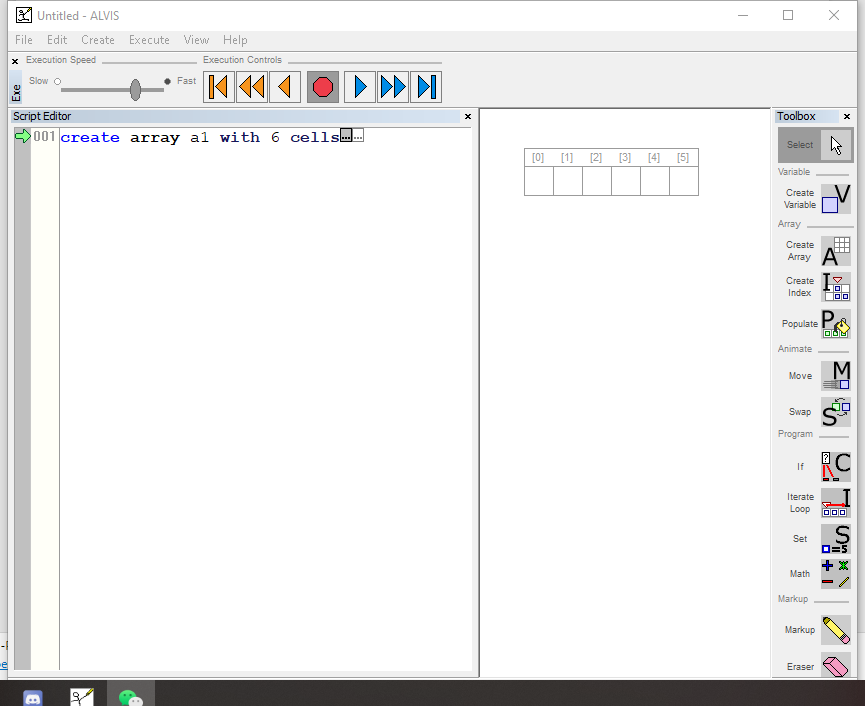 Untitled - ALVIS
File Edit Create Execute View Help
Execution Speed Execution Controls
Exe
Slow Fast
Script Editor
001 create array a1 with 6 cells......
[0] [1] [2] [3] [4] [5]
Toolbox
Select
Variable
Create
Variable
V
Array
Create
Array
A
Create
Index
I
Populate
P
Animate
Move
M
Swap
S
Program
If
? C
Iterate
Loop
I
Set
S
=5
Math
Markup
Markup
Eraser